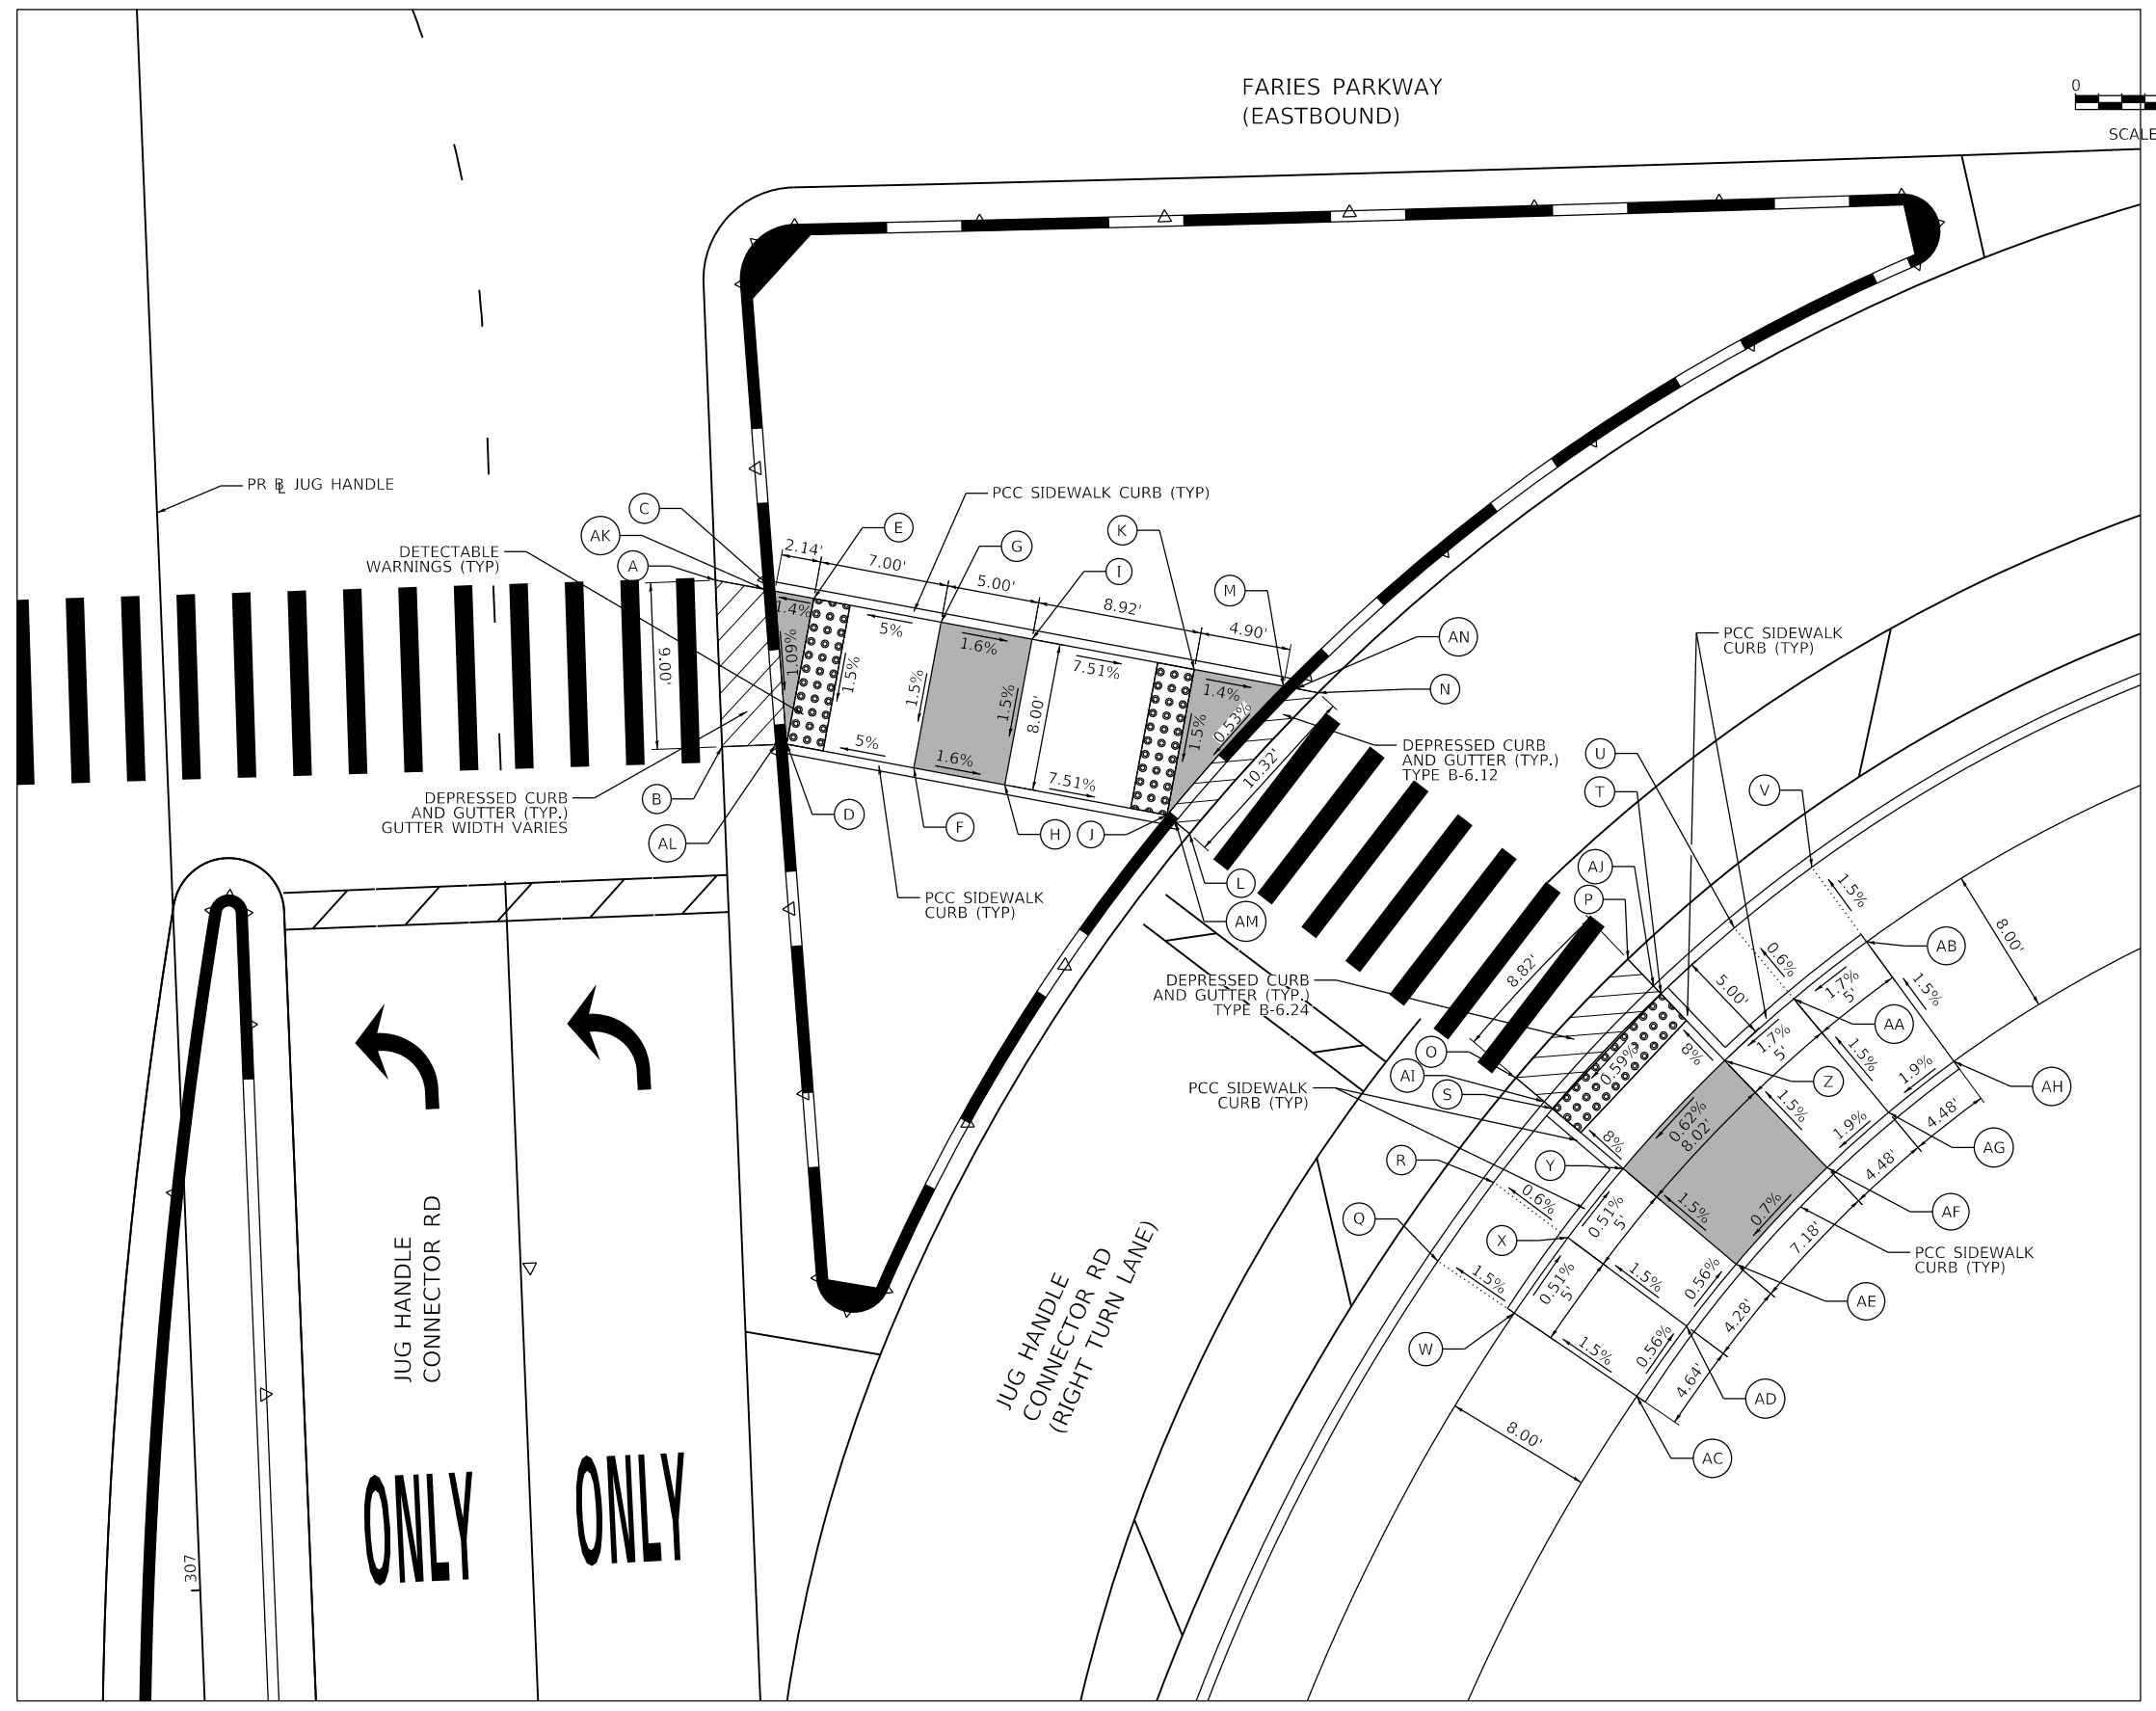 FARIES PARKWAY
(EASTBOUND)
0
SCALE
PR BL JUG HANDLE
C
AK
DETECTABLE
WARNINGS (TYP)
A
PCC SIDEWALK CURB (TYP)
E
G
K
I
M
AN
N
2.14'
7.00'
5.00'
8.92'
4.90'
9.00'
1.4%
1.09%
5%
1.5%
1.5%
1.6%
1.5%
8.00'
7.51%
1.4%
1.5%
0.53%
10.32'
5%
1.6%
7.51%
DEPRESSED CURB
AND GUTTER (TYP.)
GUTTER WIDTH VARIES
B
AL
D
F
H
J
L
AM
PCC SIDEWALK
CURB (TYP)
DEPRESSED CURB
AND GUTTER (TYP.)
TYPE B-6.12
PCC SIDEWALK
CURB (TYP)
U
T
V
AJ
P
8.82'
DEPRESSED CURB
AND GUTTER (TYP.)
TYPE B-6.24
O
AI
S
PCC SIDEWALK
CURB (TYP)
R
Q
Y
X
W
1.5%
0.6%
5.00'
1.7%
5'
1.7%
5'
1.5%
1.5%
1.9%
1.9%
8.00'
AB
AA
Z
AH
AG
AF
AE
AD
AC
0.59%
8%
8%
0.62%
8.02'
1.5%
1.5%
0.7%
0.6%
1.5%
0.51%
5'
0.51%
5'
1.5%
1.5%
0.56%
0.56%
4.48'
4.48'
7.18'
4.28'
4.64'
8.00'
PCC SIDEWALK
CURB (TYP)
JUG HANDLE
CONNECTOR RD
JUG HANDLE
CONNECTOR RD
(RIGHT TURN LANE)
ONLY
ONLY
307